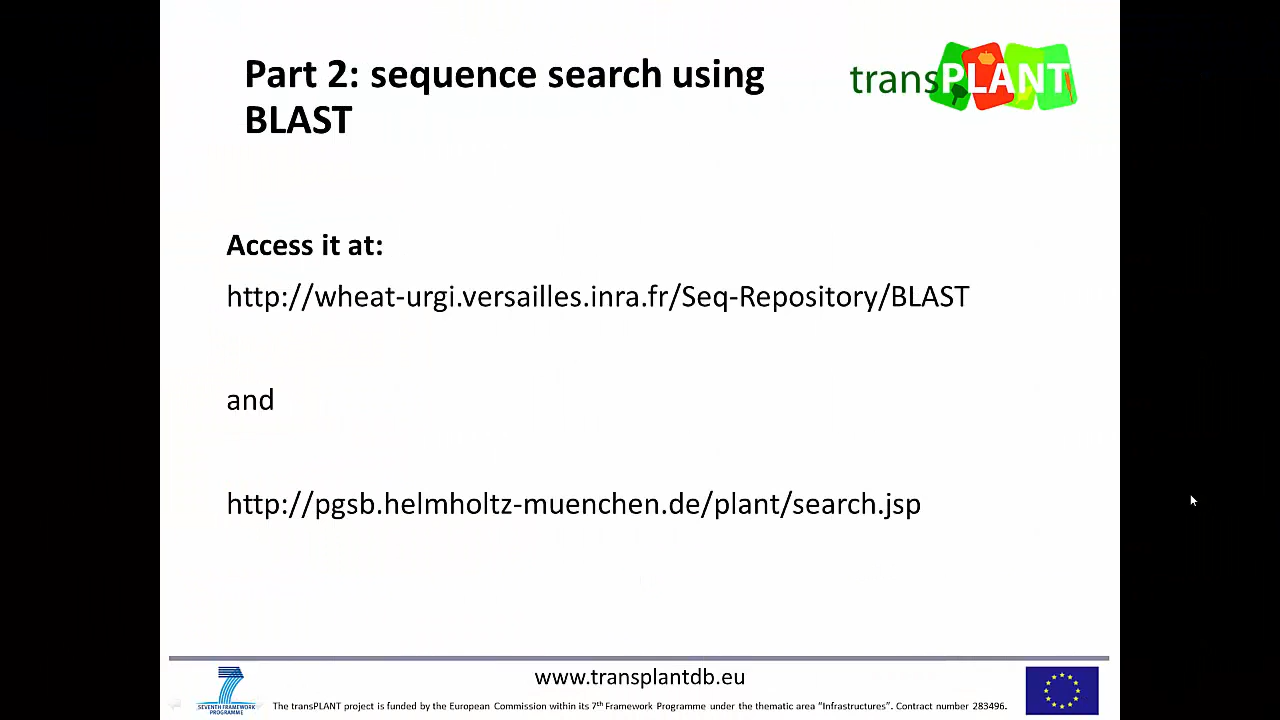 Part 2: sequence search using
BLAST
transPLANT
Access it at:
http://wheat-urgi.versailles.inra.fr/Seq-Repository/BLAST
and
http://pgsb.helmholtz-muenchen.de/plant/search.jsp
www.transplantdb.eu
SEVENTH FRAMEWORK
PROGRAMME
The transPLANT project is funded by the European Commission within its 7th Framework Programme under the thematic area “Infrastructures”. Contract number 283496.